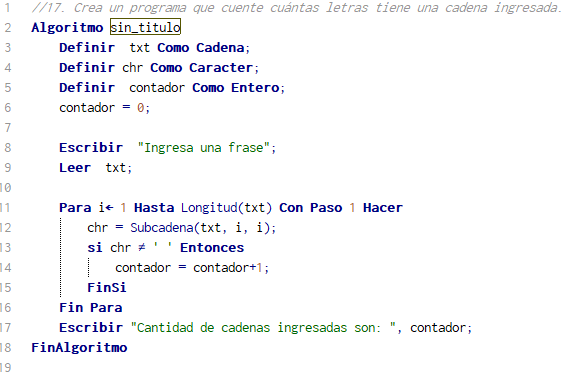 1 //17. Crea un programa que cuente cuántas letras tiene una cadena ingresada.
2 Algoritmo sin_titulo
3 Definir txt Como Cadena;
4 Definir chr Como Caracter;
5 Definir contador Como Entero;
6 contador = 0;
7
8 Escribir "Ingresa una frase";
9 Leer txt;
10
11 Para i← 1 Hasta Longitud(txt) Con Paso 1 Hacer
12 chr = Subcadena(txt, i, i);
13 si chr ≠ ' ' Entonces
14 contador = contador+1;
15 FinSi
16 Fin Para
17 Escribir "Cantidad de cadenas ingresadas son: ", contador;
18 FinAlgoritmo
19